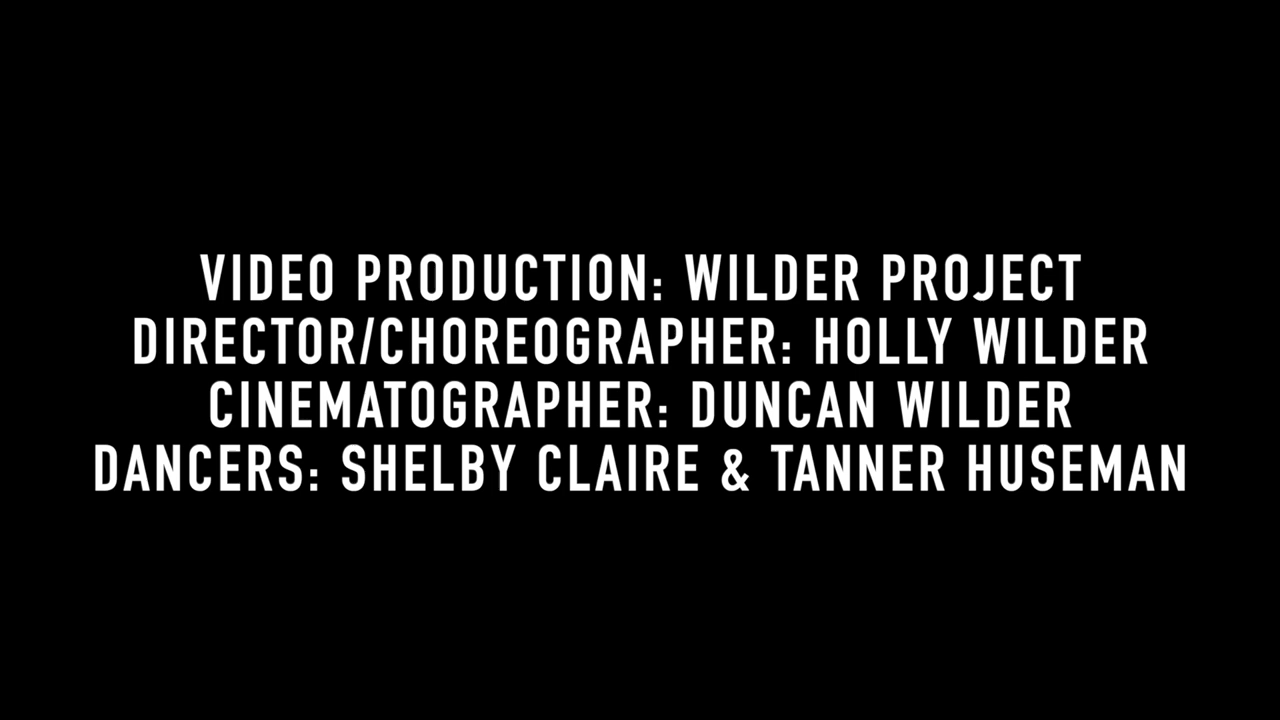 VIDEO PRODUCTION: WILDER PROJECT
DIRECTOR/CHOREOGRAPHER: HOLLY WILDER
CINEMATOGRAPHER: DUNCAN WILDER
DANCERS: SHELBY CLAIRE & TANNER HUSEMAN